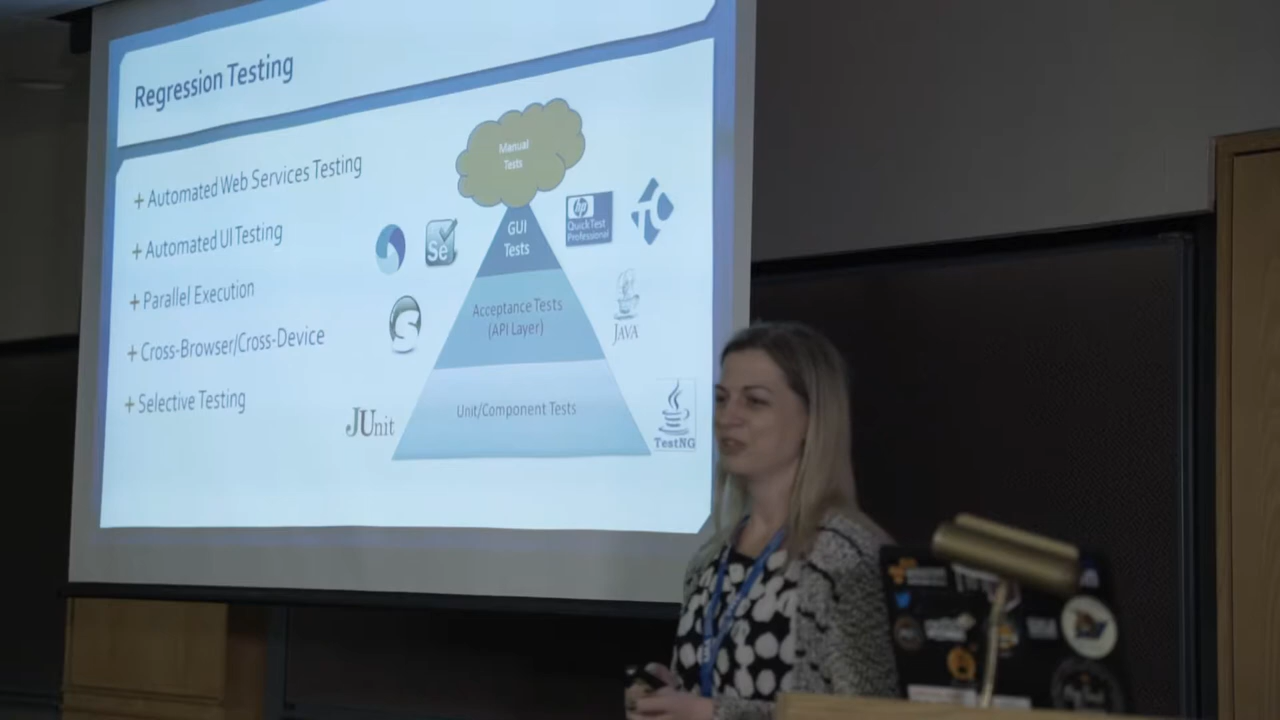 Regression Testing
+ Automated Web Services Testing
+ Automated UI Testing
+ Parallel Execution
+ Cross-Browser/Cross-Device
+ Selective Testing
Manual
Tests
GUI
Tests
Acceptance Tests
(API Layer)
Unit/Component Tests
Se
hp
QuickTest
Professional
JAVA
JUnit
TestNG